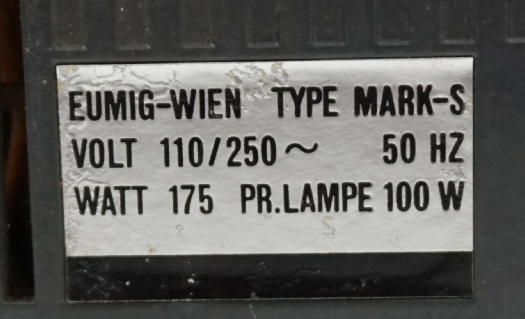 EUMIG-WIEN TYPE MARK-S
VOLT 110/250~ 50 HZ
WATT 175 PR.LAMPE 100 W